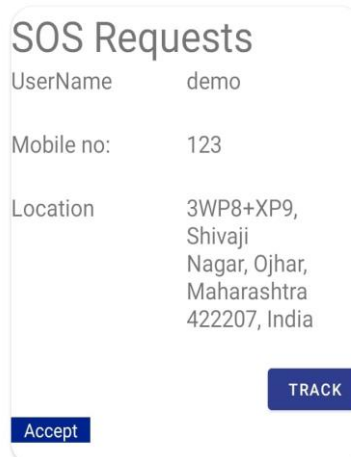 SOS Requests
UserName demo
Mobile no: 123
Location 3WP8+XP9,
Shivaji
Nagar, Ojhar,
Maharashtra
422207, India
TRACK
Accept